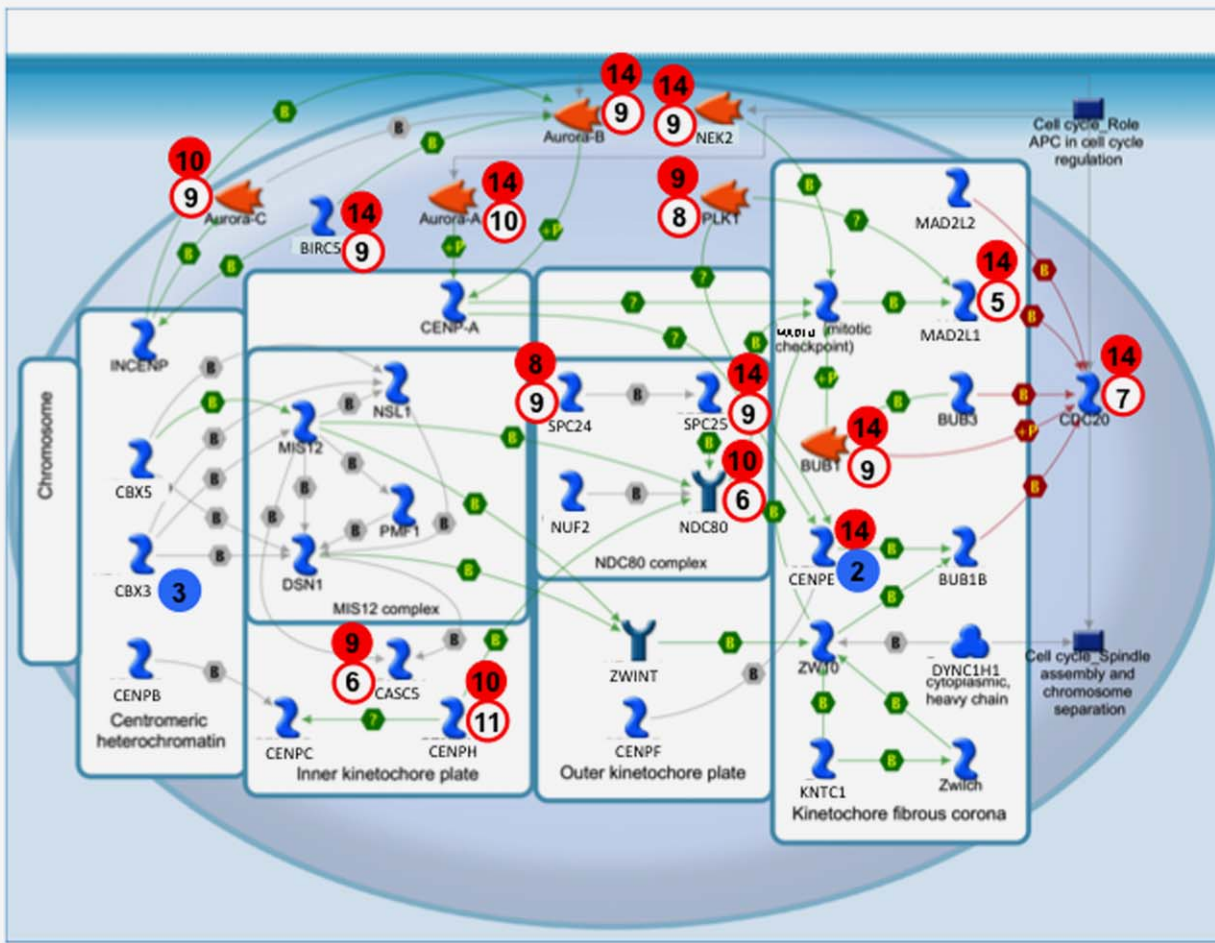 14
9
Aurora-B
14
9
NEK2
Cell cycle_Role
APC in cell cycle
regulation
B
B
B
10
9
Aurora-C
BIRC5
14
9
Aurora-A
14
10
9
8
PLK1
B
?
MAD2L2
B
B
+P
+P
?
B
INCENP
CENP-A
?
?
B
(mitotic
checkpoint)
B
MAD2L1
14
5
B
Chromosome
B
B
B
B
B
B
CBX5
CBX3
3
CENPB
B
Centromeric
heterochromatin
NSL1
B
MIS12
B
B
B
PMF1
B
B
DSN1
MIS12 complex
B
B
B
8
9
SPC24
B
SPC25
14
9
B
NUF2
B
NDC80
10
6
NDC80 complex
+P
B
BUB3
B
CDC20
14
7
BUB1
14
9
+P
B
B
CENPE
14
2
B
BUB1B
B
9
6
CASC5
B
B
CENPC
?
CENPH
10
11
Inner kinetochore plate
ZWINT
B
B
CENPF
Outer kinetochore plate
ZW10
B
DYNC1H1
cytoplasmic,
heavy chain
Cell cycle_Spindle
assembly and
chromosome
separation
B
B
KNTC1
B
Zwilch
Kinetochore fibrous corona